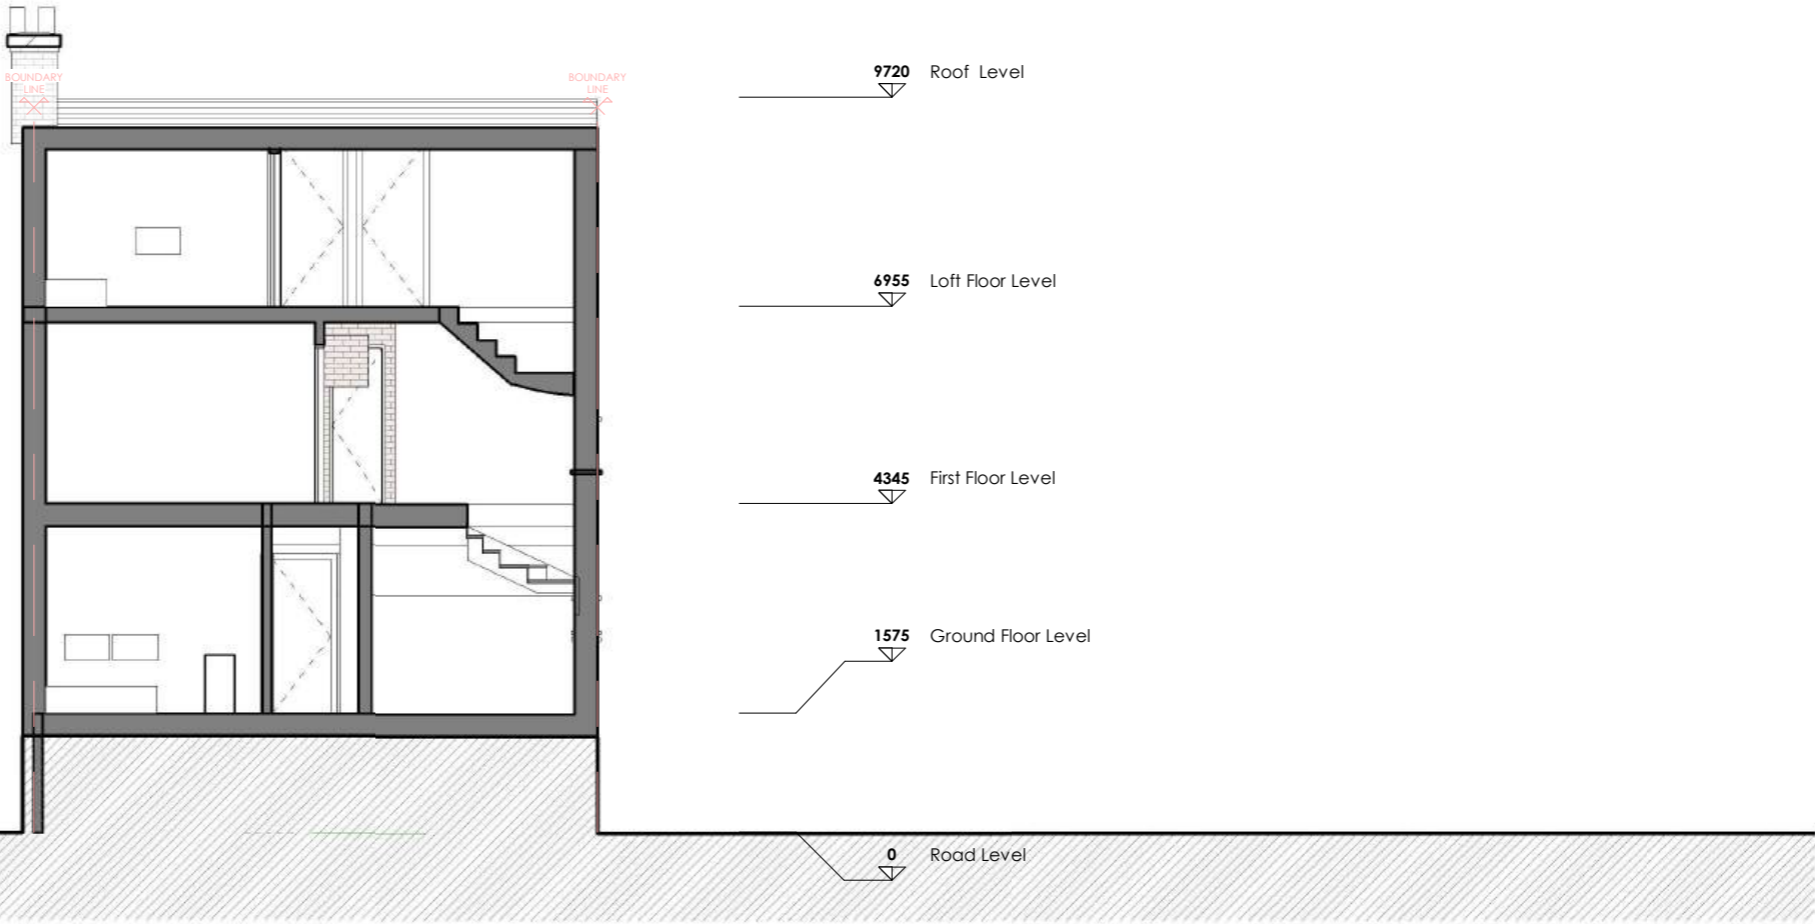 9720 Roof Level
BOUNDARY
LINE
BOUNDARY
LINE
6955 Loft Floor Level
4345 First Floor Level
1575 Ground Floor Level
0 Road Level